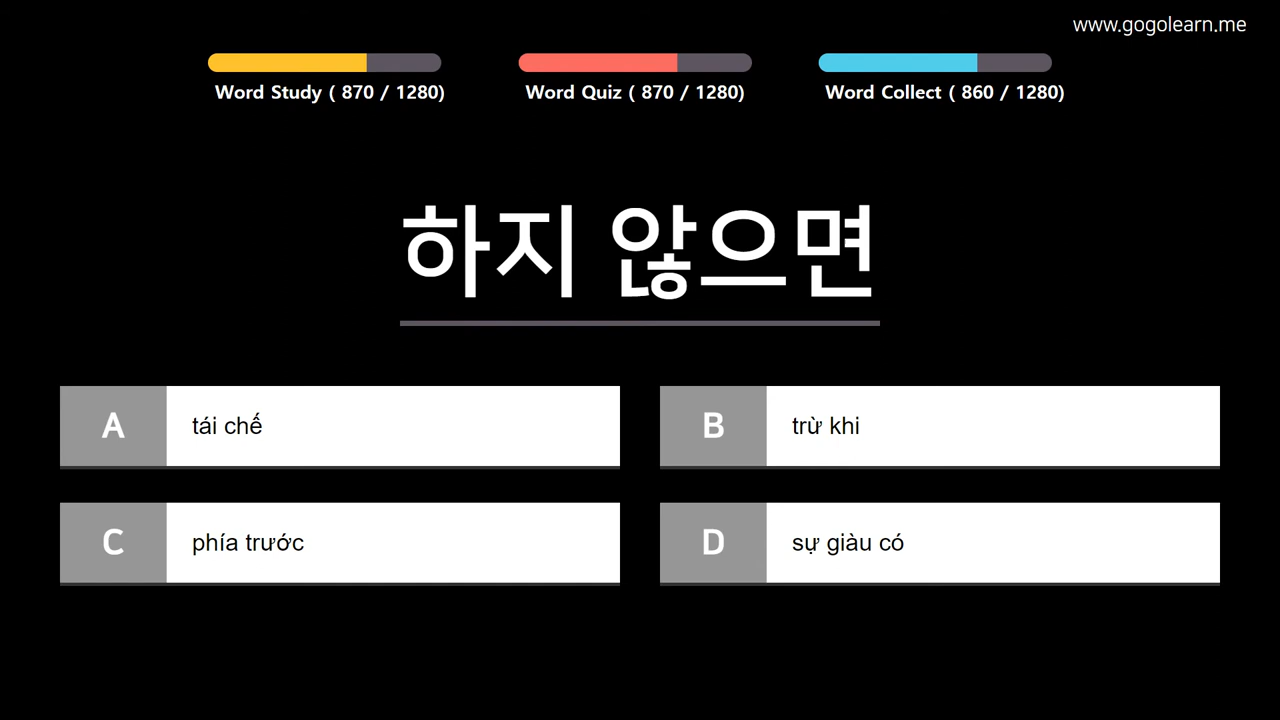 www.gogolearn.me
Word Study ( 870 / 1280)
Word Quiz ( 870 / 1280)
Word Collect ( 860 / 1280)
하지 않으면
A tái chế
B trừ khi
C phía trước
D sự giàu có